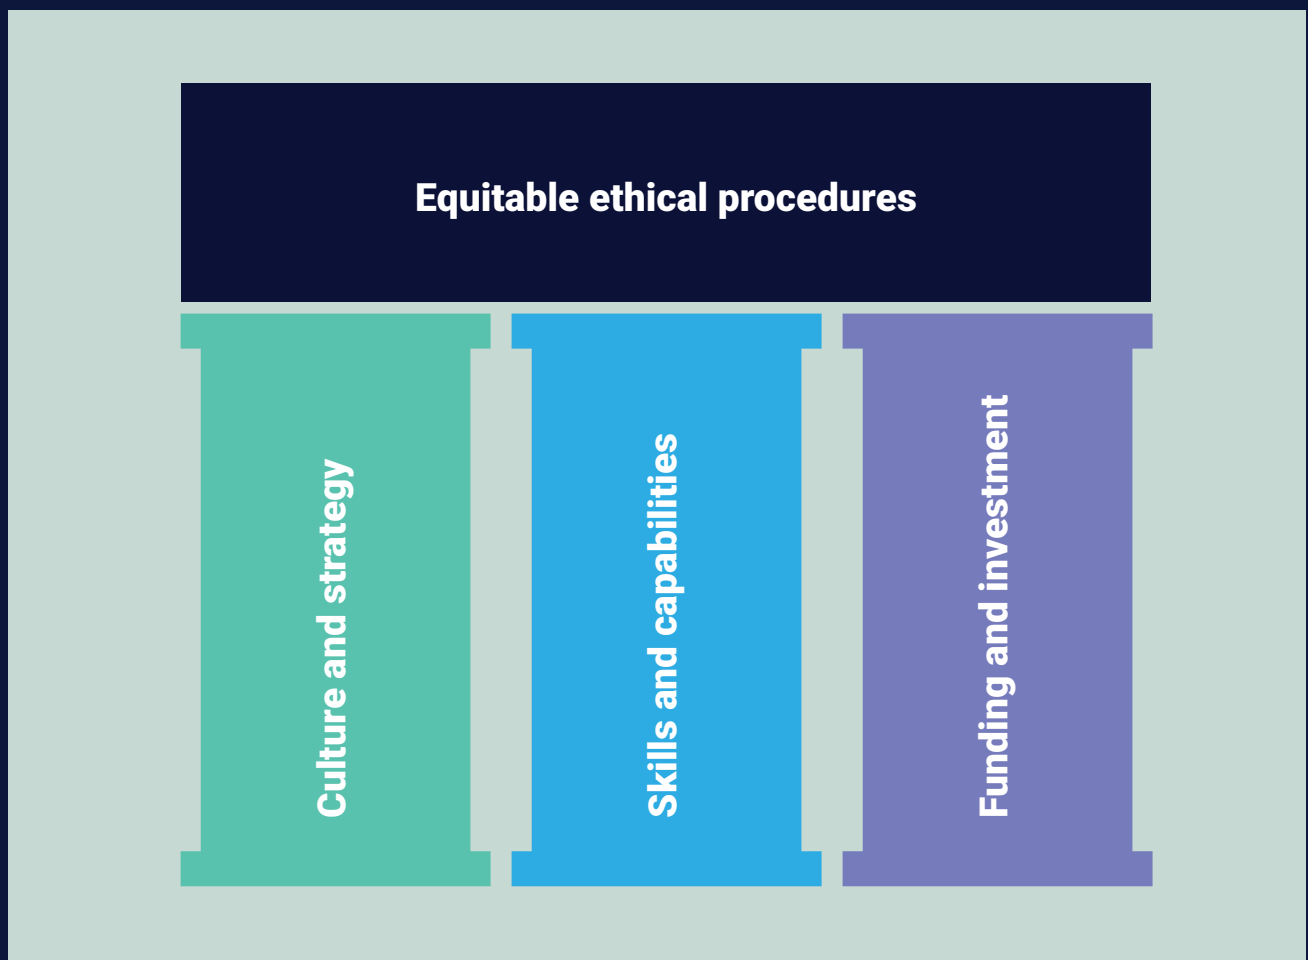 Equitable ethical procedures
Culture and strategy
Skills and capabilities
Funding and investment